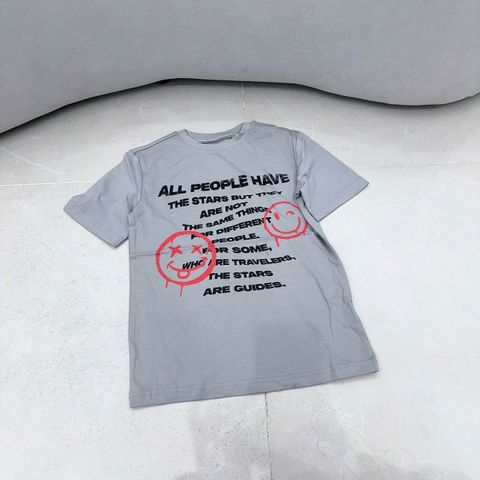 ALL PEOPLE HAVE
THE STARS BUT THEY
ARE NOT
THE SAME THINGS
FOR DIFFERENT
PEOPLE.
FOR SOME,
WHO ARE TRAVELERS,
THE STARS
ARE GUIDES.